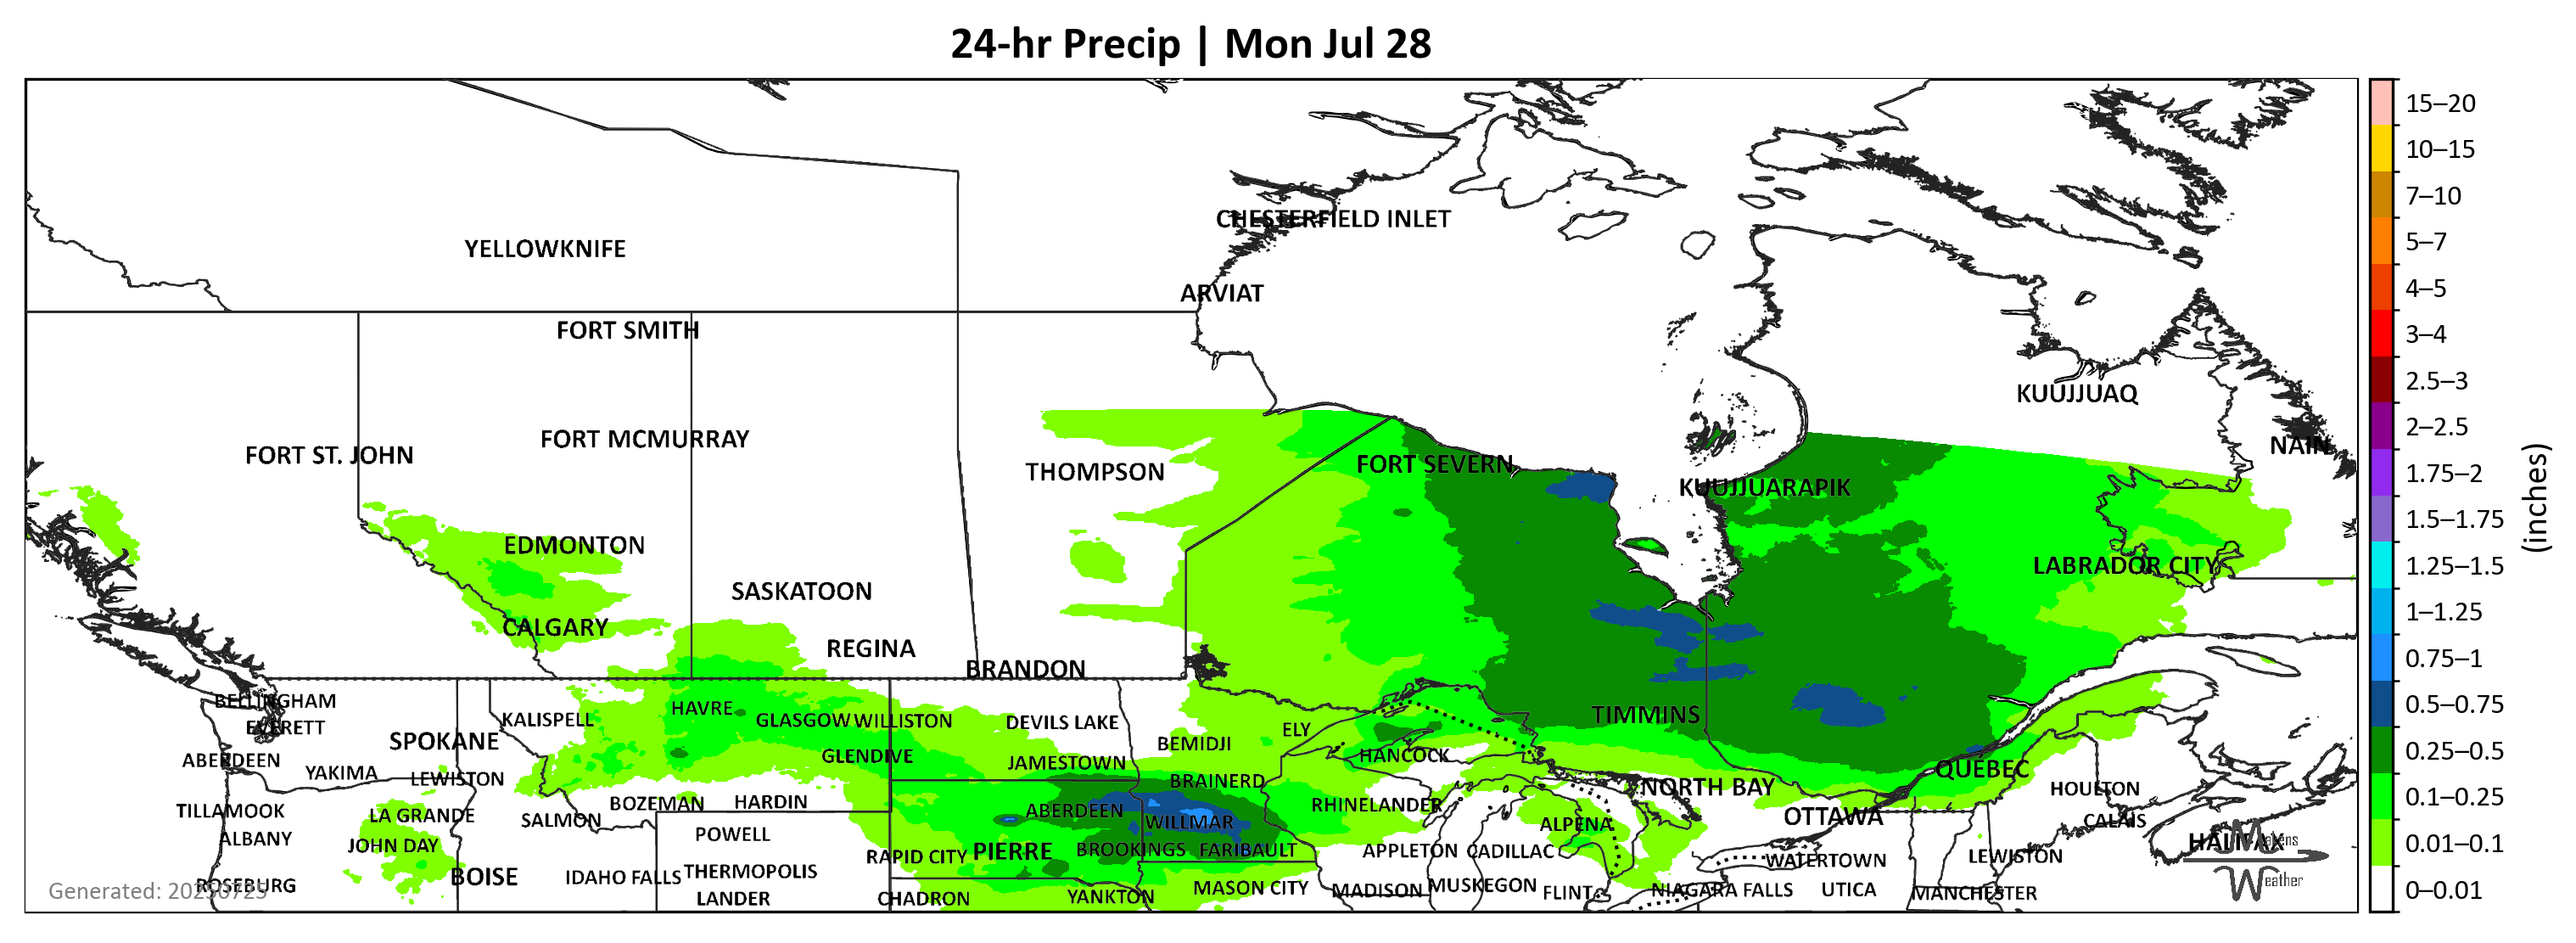 24-hr Precip | Mon Jul 28
CHESTERFIELD INLET
YELLOWKNIFE
ARVIAT
FORT SMITH
KUUJJUAQ
FORT MCMURRAY
NAIN
FORT ST. JOHN
THOMPSON
FORT SEVERN
KUUJJUARAPIK
EDMONTON
LABRADOR CITY
SASKATOON
CALGARY
REGINA
BRANDON
BELLINGHAM
HAVRE
KALISPELL
GLASGOW
WILLISTON
DEVILS LAKE
TIMMINS
EVERETT
ELY
SPOKANE
BEMIDJI
ABERDEEN
GLENDIVE
JAMESTOWN
HANCOCK
YAKIMA
LEWISTON
BRAINERD
QUEBEC
NORTH BAY
HOULTON
BOZEMAN
HARDIN
RHINELANDER
TILLAMOOK
LA GRANDE
ABERDEEN
SALMON
WILLMAR
ALPENA
OTTAWA
CALAIS
ALBANY
POWELL
JOHN DAY
HALIFAX
PIERRE
BROOKINGS
FARIBAULT
APPLETON
CADILLAC
RAPID CITY
WATERTOWN
LEWISTON
BOISE
IDAHO FALLS
THERMOPOLIS
ROSEBURG
MASON CITY
MADISON
MUSKEGON
FLINT
NIAGARA FALLS
UTICA
MANCHESTER
LANDER
CHADRON
YANKTON
Generated: 20250725
Weather
15–20
10–15
7–10
5–7
4–5
3–4
2.5–3
2–2.5
1.75–2
1.5–1.75
1.25–1.5
1–1.25
0.75–1
0.5–0.75
0.25–0.5
0.1–0.25
0.01–0.1
0–0.01
(inches)